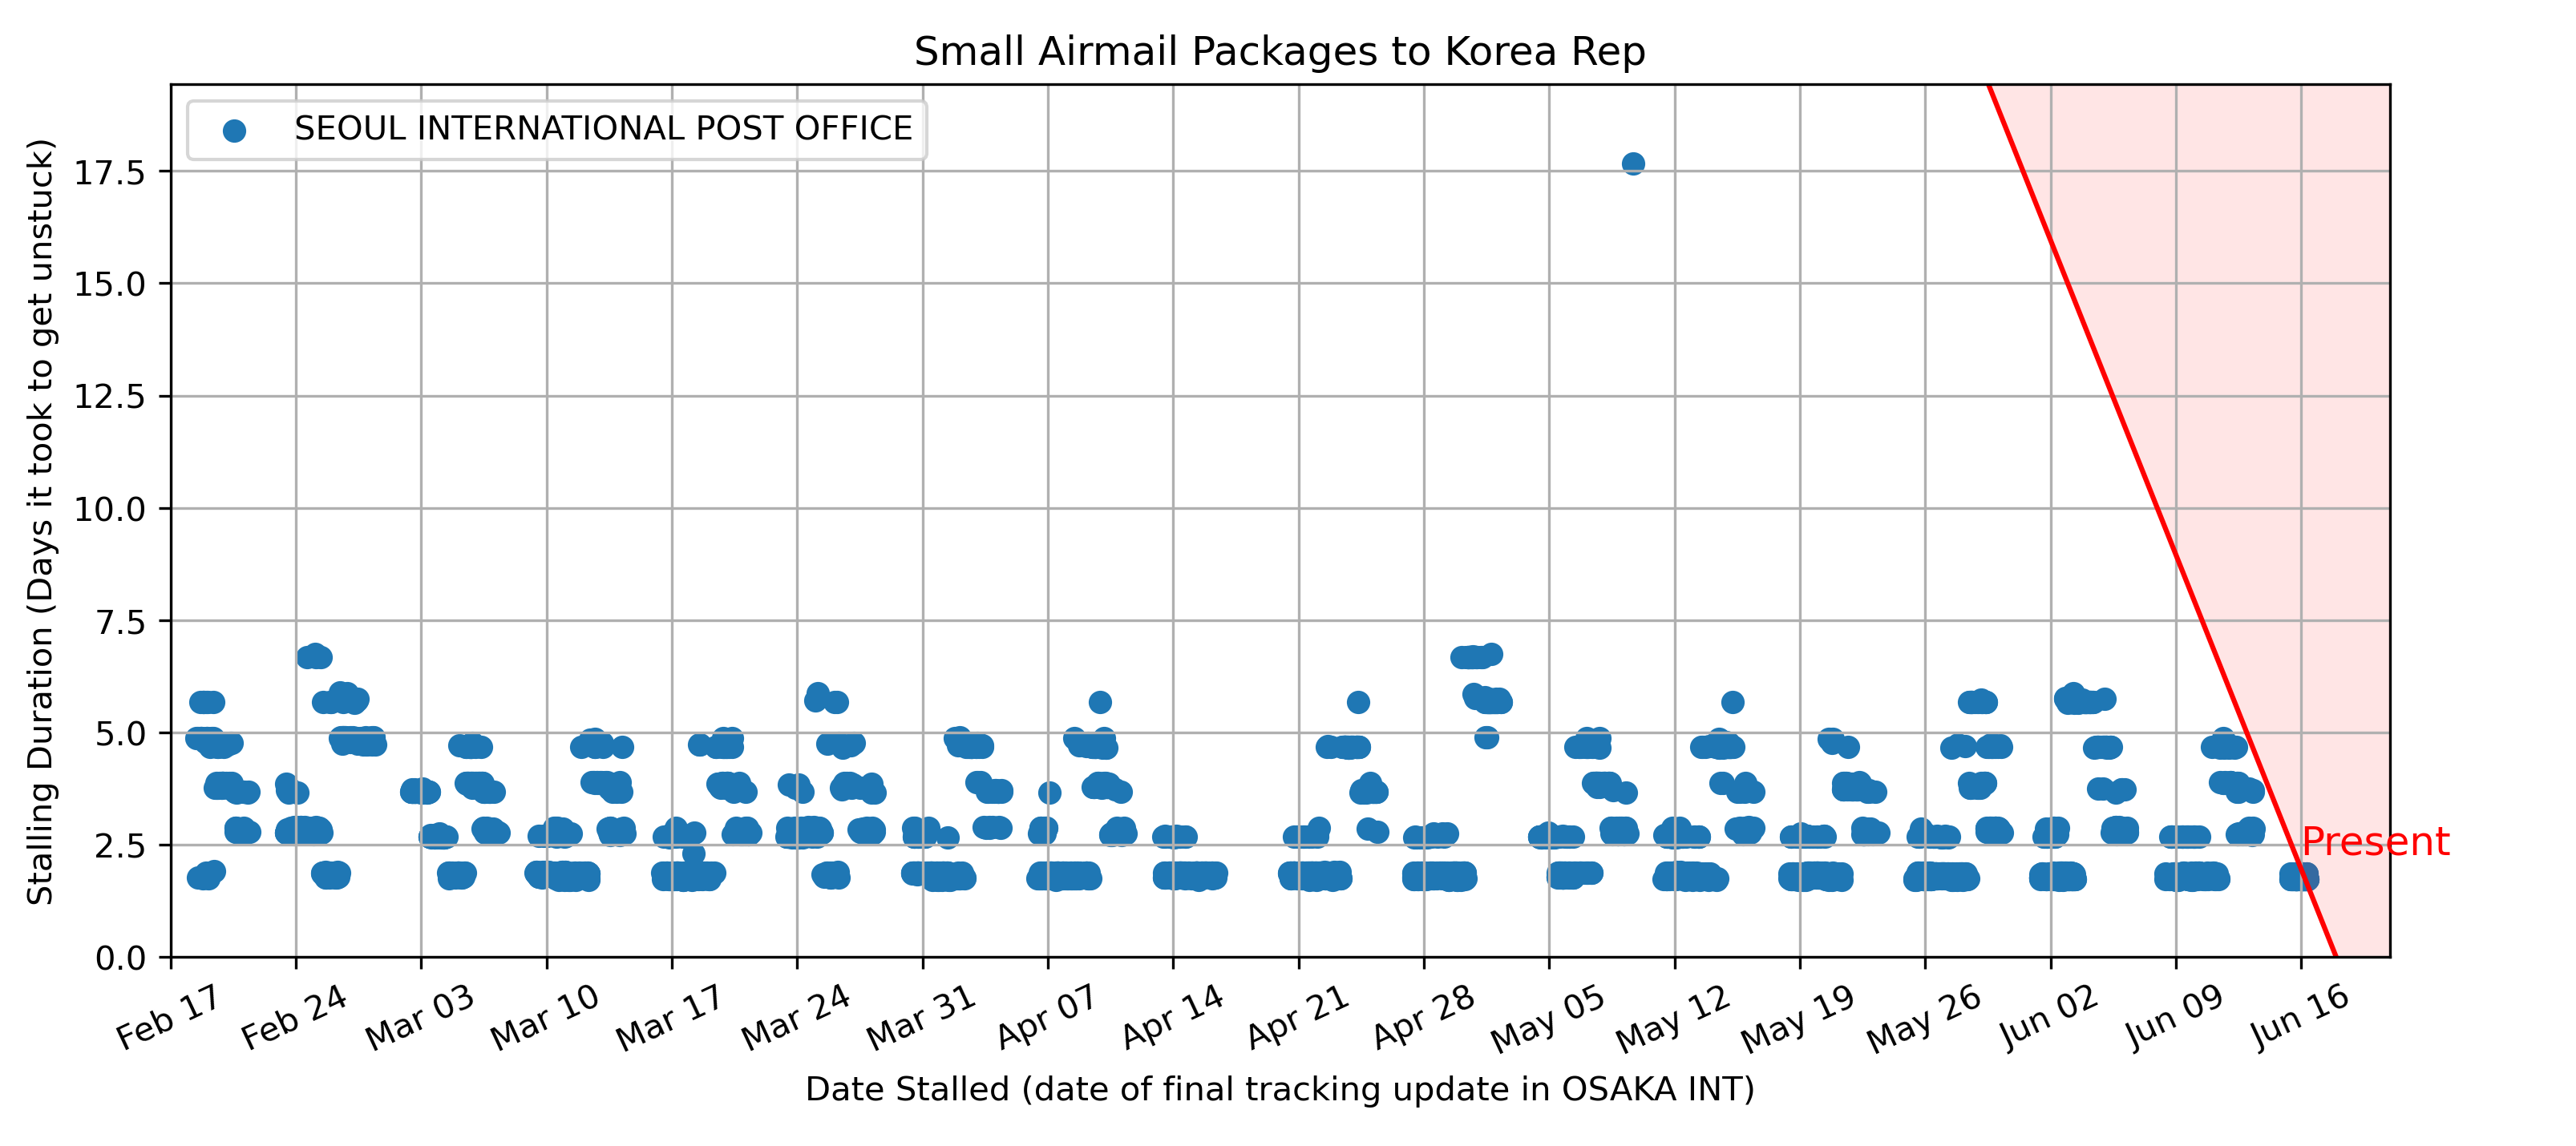 Small Airmail Packages to Korea Rep
SEOUL INTERNATIONAL POST OFFICE
Stalling Duration (Days it took to get unstuck)
17.5
15.0
12.5
10.0
7.5
5.0
2.5
0.0
Present
Feb 17
Feb 24
Mar 03
Mar 10
Mar 17
Mar 24
Mar 31
Apr 07
Apr 14
Apr 21
Apr 28
May 05
May 12
May 19
May 26
Jun 02
Jun 09
Jun 16
Date Stalled (date of final tracking update in OSAKA INT)